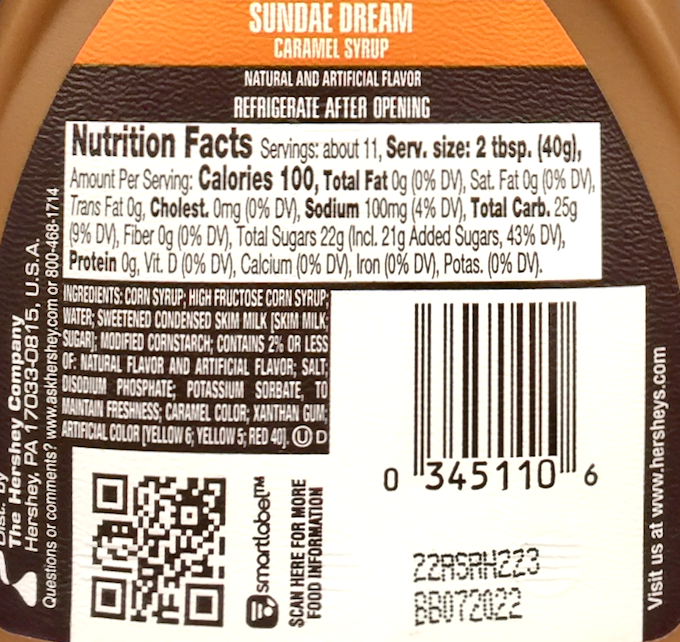 SUNDAE DREAM
CARAMEL SYRUP
NATURAL AND ARTIFICIAL FLAVOR
REFRIGERATE AFTER OPENING
Nutrition Facts Servings: about 11, Serv. size: 2 tbsp. (40g),
Amount Per Serving: Calories 100, Total Fat 0g (0% DV), Sat. Fat 0g (0% DV),
Trans Fat 0g, Cholest. 0mg (0% DV), Sodium 100mg (4% DV), Total Carb. 25g
(9% DV), Fiber 0g (0% DV), Total Sugars 22g (Incl. 21g Added Sugars, 43% DV),
Protein 0g, Vit. D (0% DV), Calcium (0% DV), Iron (0% DV), Potas. (0% DV).
INGREDIENTS: CORN SYRUP; HIGH FRUCTOSE CORN SYRUP;
WATER; SWEETENED CONDENSED SKIM MILK [SKIM MILK;
SUGAR]; MODIFIED CORNSTARCH; CONTAINS 2% OR LESS
OF: NATURAL FLAVOR AND ARTIFICIAL FLAVOR; SALT;
DISODIUM PHOSPHATE; POTASSIUM SORBATE, TO
MAINTAIN FRESHNESS; CARAMEL COLOR; XANTHAN GUM;
ARTIFICIAL COLOR [YELLOW 6; YELLOW 5; RED 40]. Ⓤ D
Dist. by
The Hershey Company
Hershey, PA 17033-0815, U.S.A.
Questions or comments? www.askhershey.com or 800-468-1714
smartlabel™
SCAN HERE FOR MORE
FOOD INFORMATION
0 345110 6
22ASRH223
BB072022
Visit us at www.hersheys.com